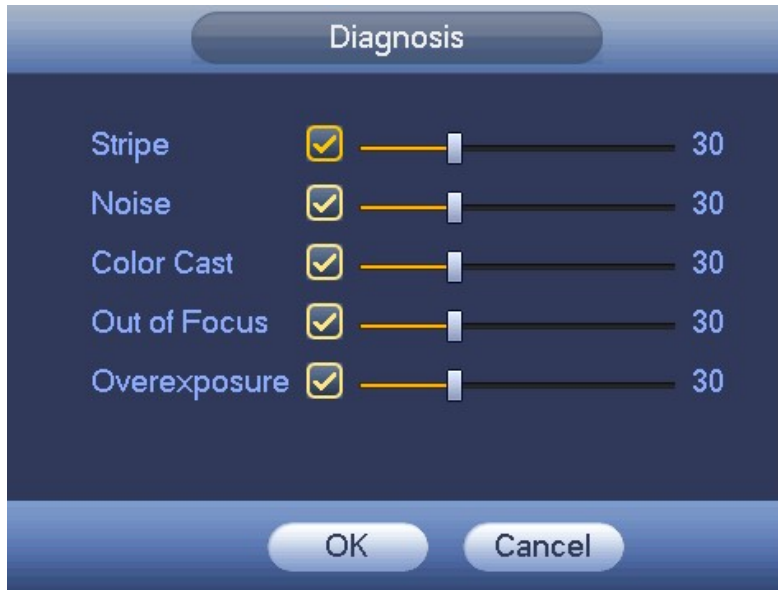 Diagnosis
Stripe 30
Noise 30
Color Cast 30
Out of Focus 30
Overexposure 30
OK Cancel